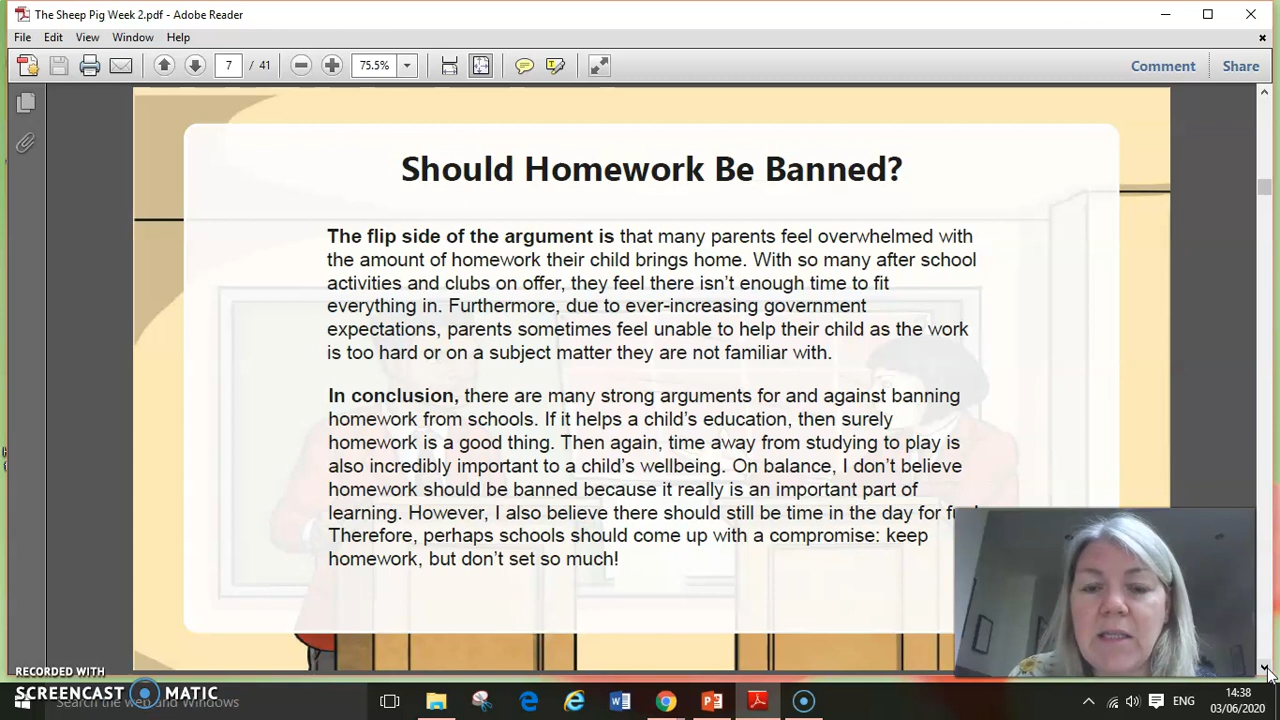 The Sheep Pig Week 2.pdf - Adobe Reader
File Edit View Window Help
7 / 41 75.5% Comment Share
Should Homework Be Banned?
The flip side of the argument is that many parents feel overwhelmed with
the amount of homework their child brings home. With so many after school
activities and clubs on offer, they feel there isn't enough time to fit
everything in. Furthermore, due to ever-increasing government
expectations, parents sometimes feel unable to help their child as the work
is too hard or on a subject matter they are not familiar with.
In conclusion, there are many strong arguments for and against banning
homework from schools. If it helps a child's education, then surely
homework is a good thing. Then again, time away from studying to play is
also incredibly important to a child's wellbeing. On balance, I don't believe
homework should be banned because it really is an important part of
learning. However, I also believe there should still be time in the day for
Therefore, perhaps schools should come up with a compromise: keep
homework, but don't set so much!
RECORDED WITH
SCREENCAST MATIC
Search the web and Windows
ENG
14:38
03/06/2020